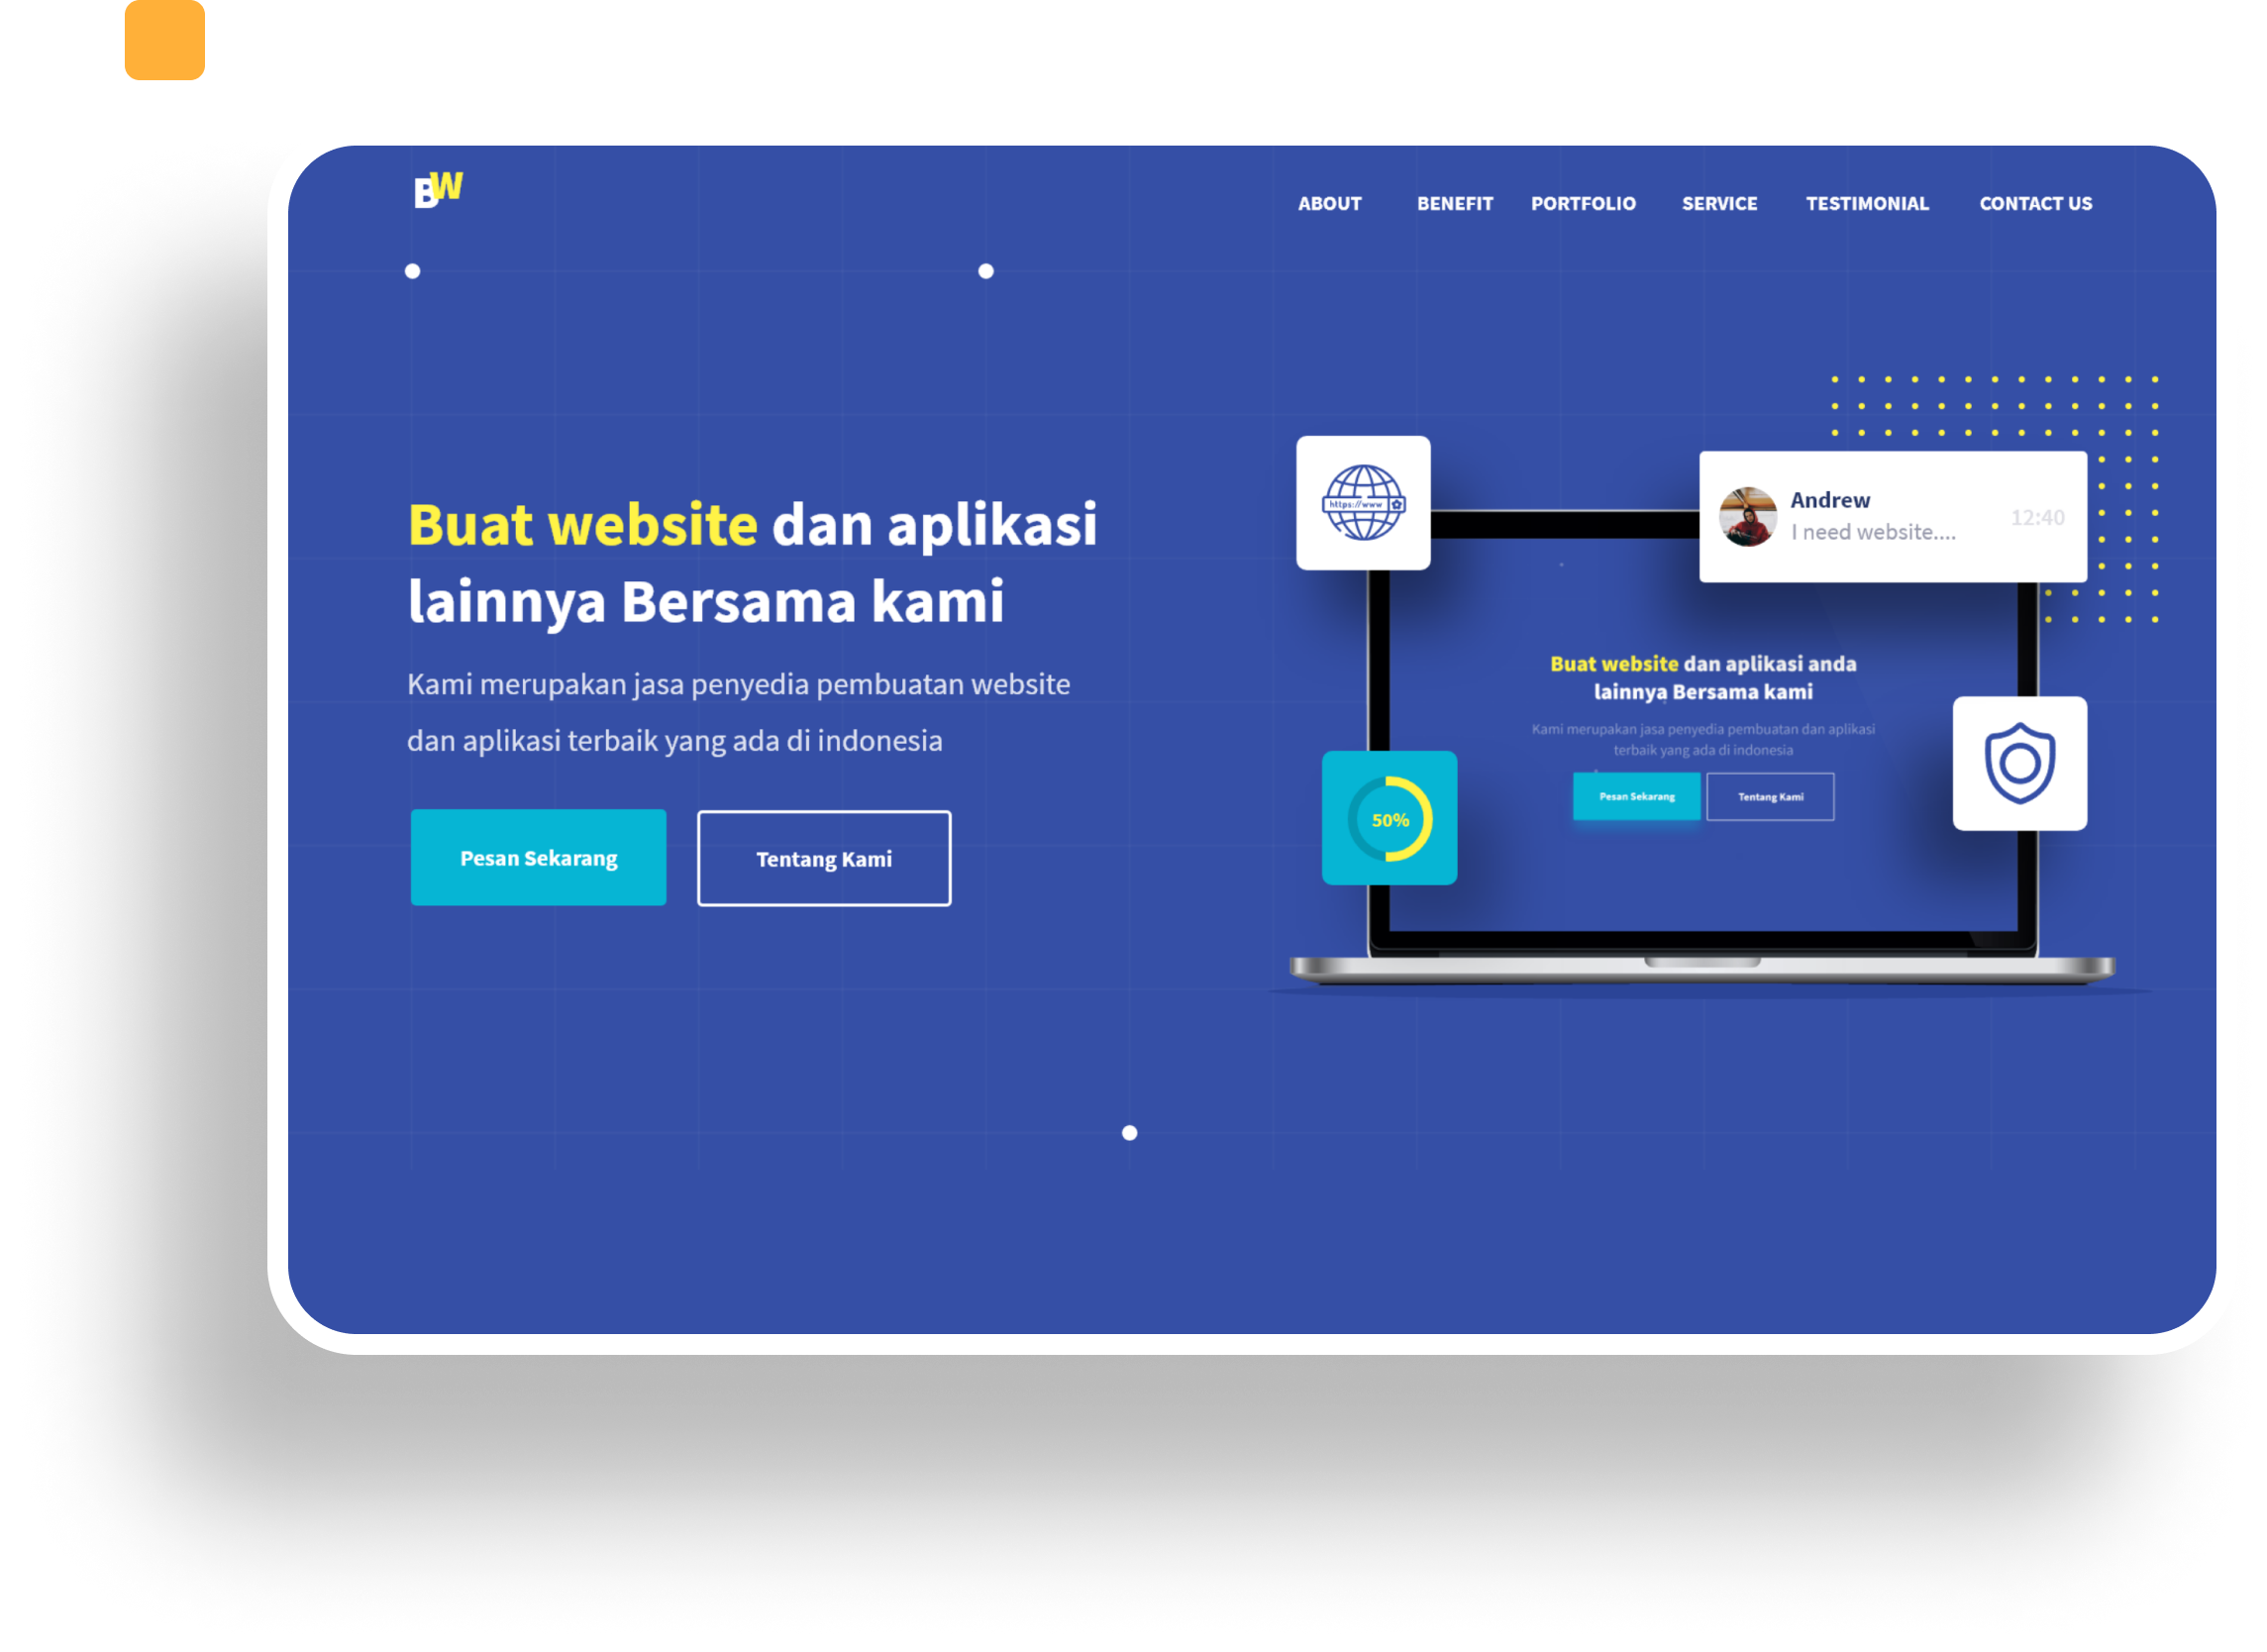 BW
ABOUT BENEFIT PORTFOLIO SERVICE TESTIMONIAL CONTACT US
Buat website dan aplikasi
lainnya Bersama kami
Kami merupakan jasa penyedia pembuatan website
dan aplikasi terbaik yang ada di indonesia
Pesan Sekarang
Tentang Kami
https://www
Andrew
I need website....
12:40
Buat website dan aplikasi anda
lainnya Bersama kami
Kami merupakan jasa penyedia pembuatan dan aplikasi
terbaik yang ada di indonesia
Pesan Sekarang
Tentang Kami
50%